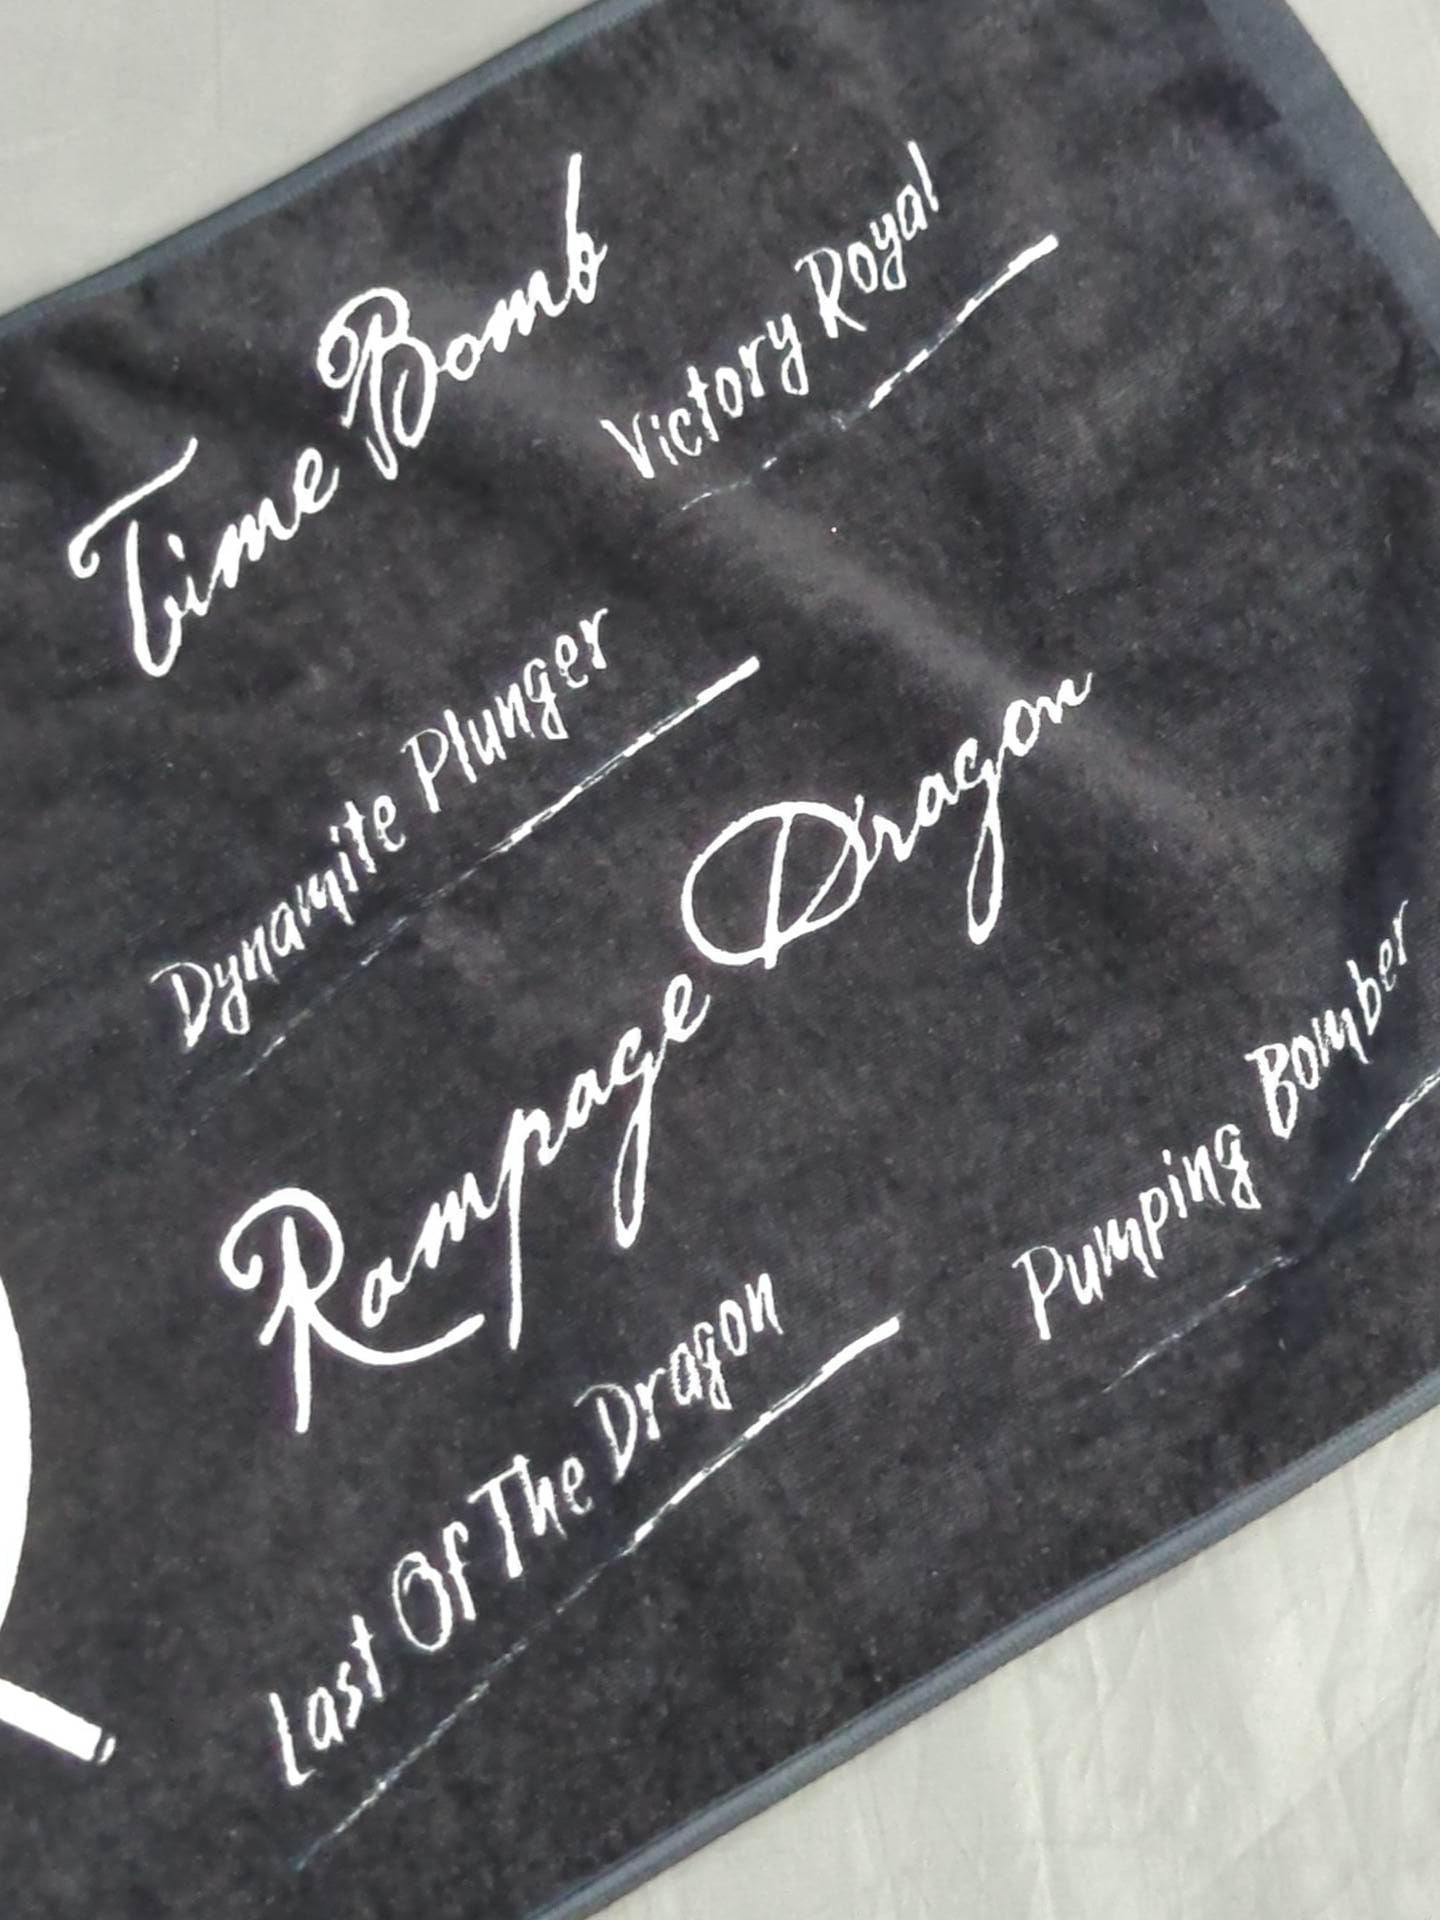 Time Bomb
Victory Royal
Dynamite Plunger
Rampage Dragon
Pumping Bomber
Last Of The Dragon